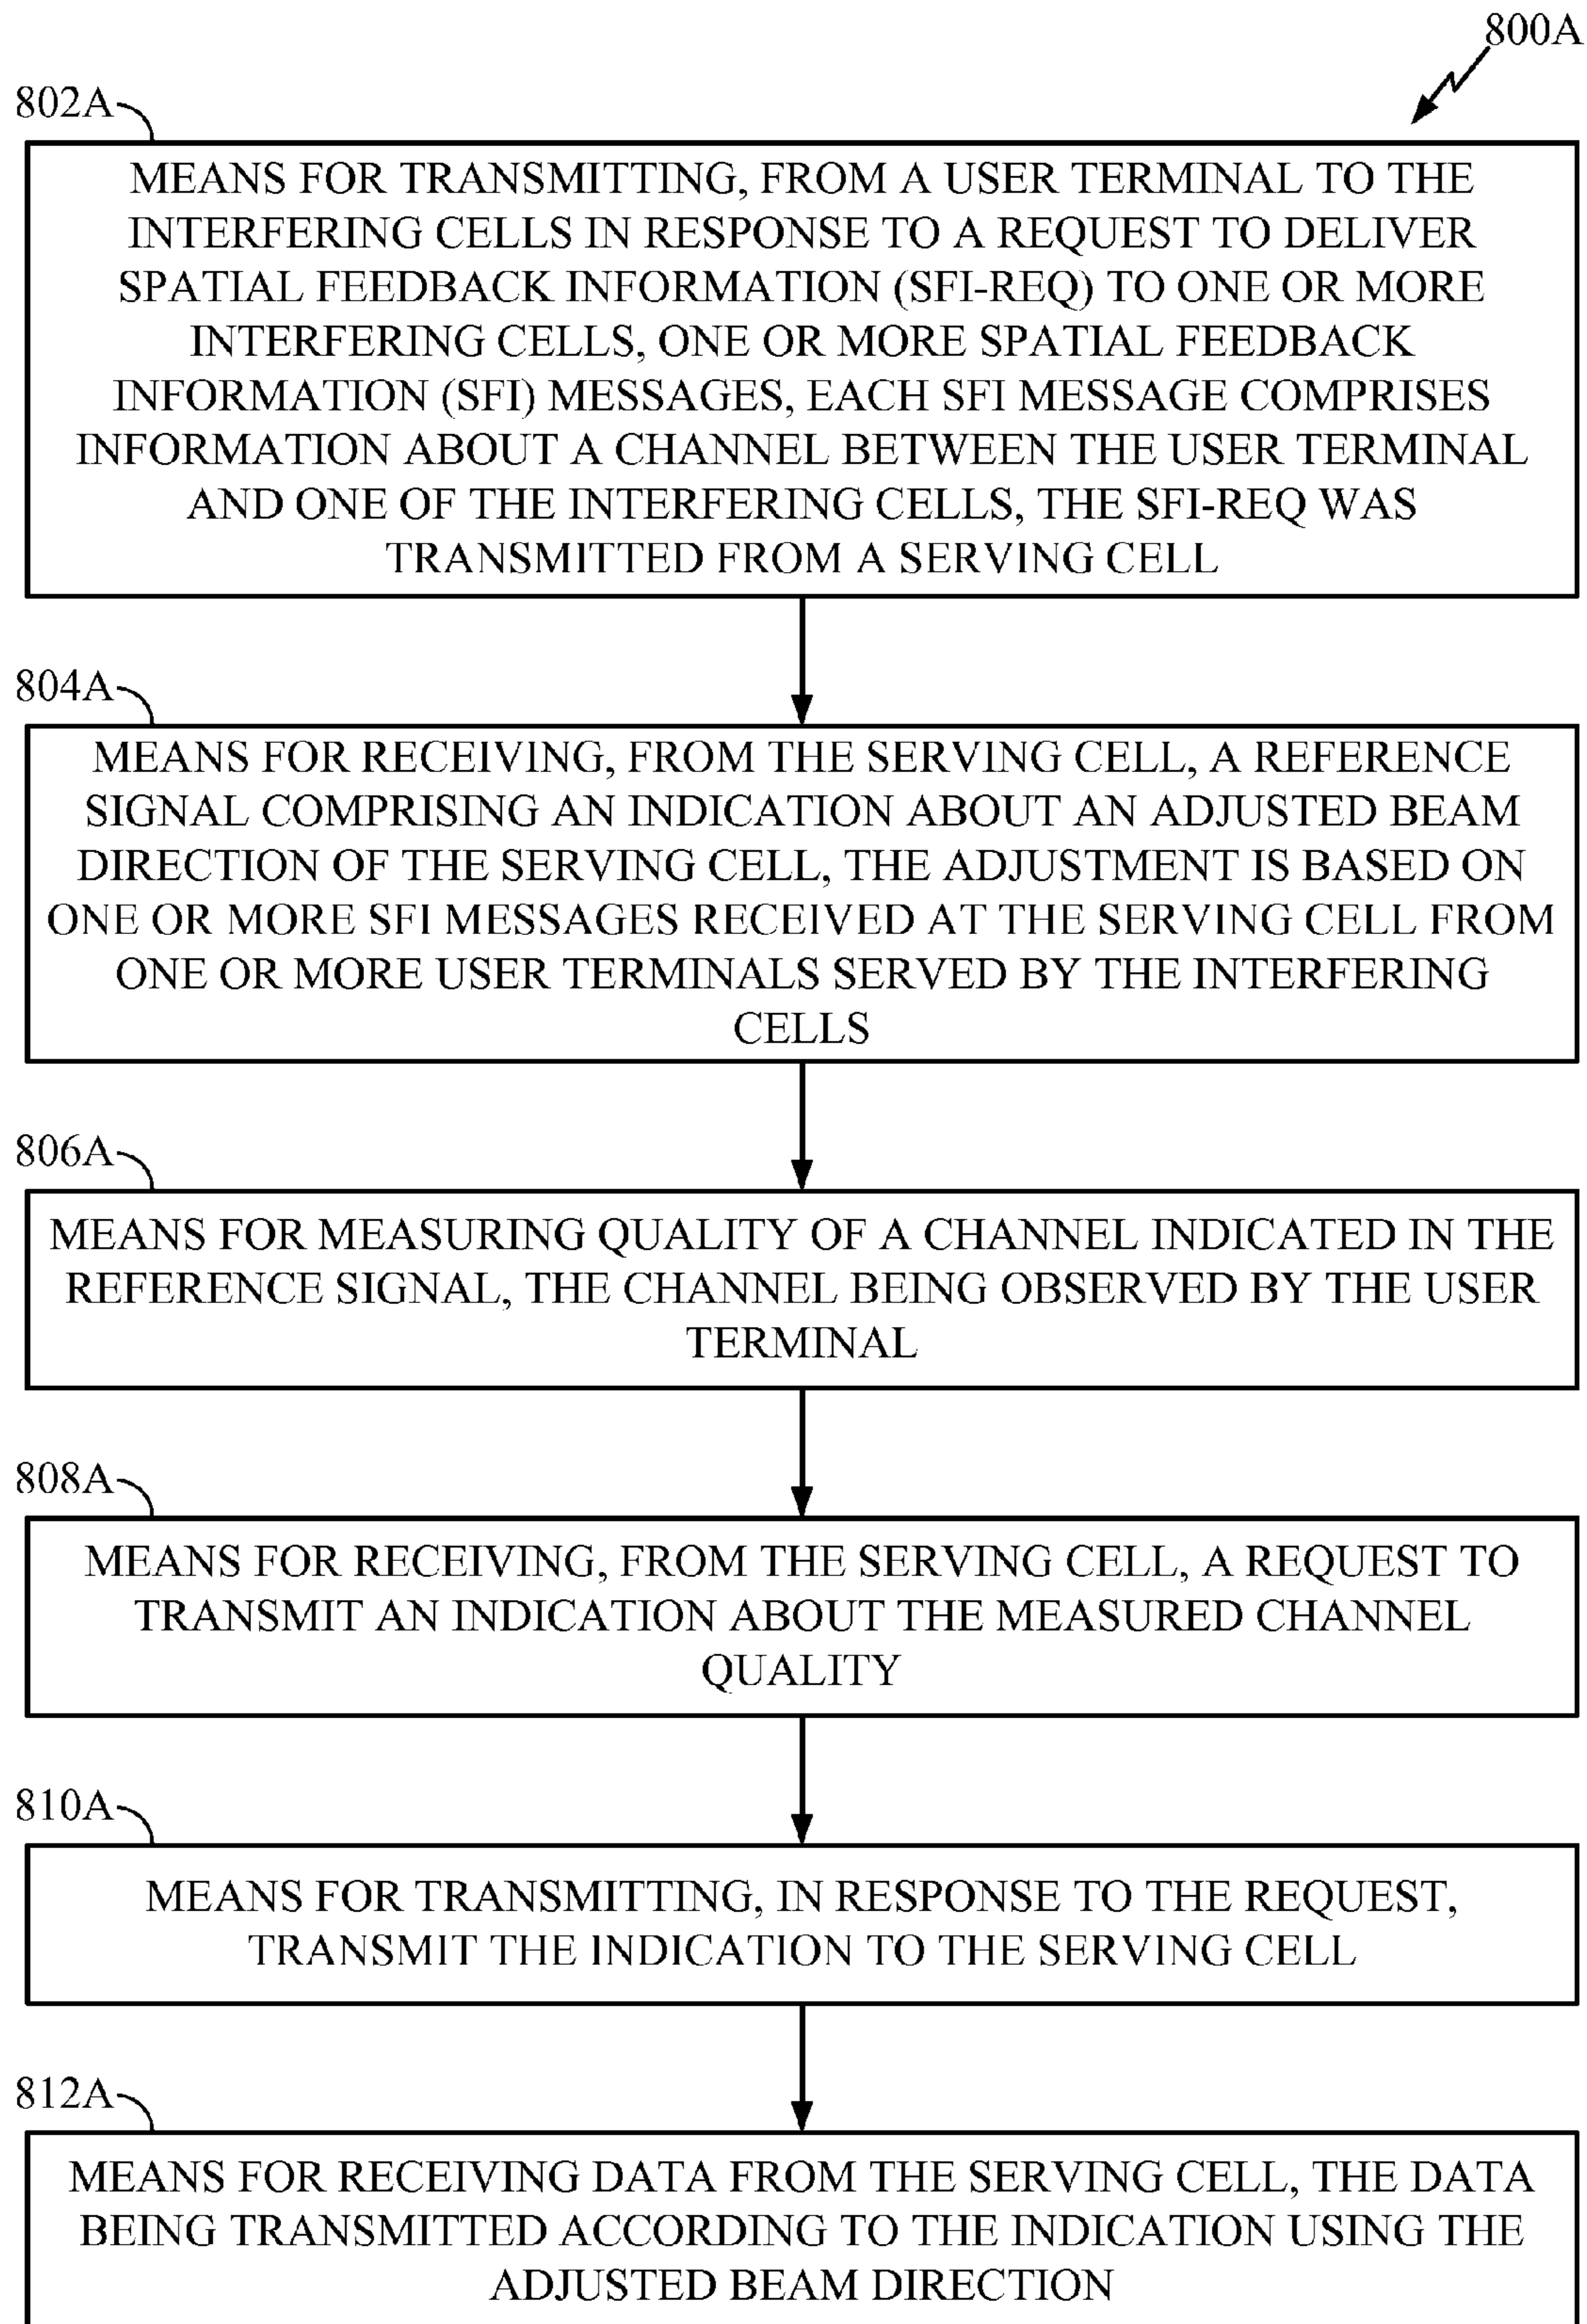 800A
802A
MEANS FOR TRANSMITTING, FROM A USER TERMINAL TO THE
INTERFERING CELLS IN RESPONSE TO A REQUEST TO DELIVER
SPATIAL FEEDBACK INFORMATION (SFI-REQ) TO ONE OR MORE
INTERFERING CELLS, ONE OR MORE SPATIAL FEEDBACK
INFORMATION (SFI) MESSAGES, EACH SFI MESSAGE COMPRISES
INFORMATION ABOUT A CHANNEL BETWEEN THE USER TERMINAL
AND ONE OF THE INTERFERING CELLS, THE SFI-REQ WAS
TRANSMITTED FROM A SERVING CELL
804A
MEANS FOR RECEIVING, FROM THE SERVING CELL, A REFERENCE
SIGNAL COMPRISING AN INDICATION ABOUT AN ADJUSTED BEAM
DIRECTION OF THE SERVING CELL, THE ADJUSTMENT IS BASED ON
ONE OR MORE SFI MESSAGES RECEIVED AT THE SERVING CELL FROM
ONE OR MORE USER TERMINALS SERVED BY THE INTERFERING
CELLS
806A
MEANS FOR MEASURING QUALITY OF A CHANNEL INDICATED IN THE
REFERENCE SIGNAL, THE CHANNEL BEING OBSERVED BY THE USER
TERMINAL
808A
MEANS FOR RECEIVING, FROM THE SERVING CELL, A REQUEST TO
TRANSMIT AN INDICATION ABOUT THE MEASURED CHANNEL
QUALITY
810A
MEANS FOR TRANSMITTING, IN RESPONSE TO THE REQUEST,
TRANSMIT THE INDICATION TO THE SERVING CELL
812A
MEANS FOR RECEIVING DATA FROM THE SERVING CELL, THE DATA
BEING TRANSMITTED ACCORDING TO THE INDICATION USING THE
ADJUSTED BEAM DIRECTION